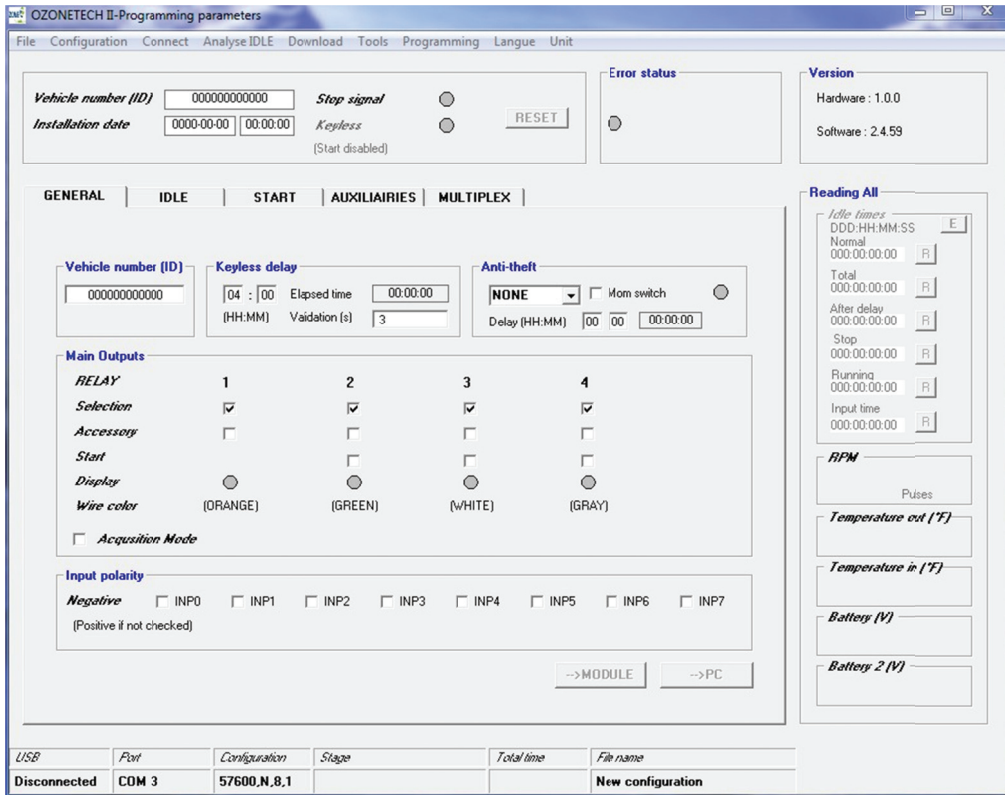 OZONETECH II-Programming parameters
File Configuration Connect Analyse IDLE Download Tools Programming Langue Unit
Vehicle number (ID) 000000000000 Stop signal
Installation date 0000-00-00 00:00:00 Keyless
(Start disabled)
RESET
Error status
Version
Hardware : 1.0.0
Software : 2.4.59
GENERAL IDLE START AUXILIAIRIES MULTIPLEX
Vehicle number (ID)
000000000000
Keyless delay
04 : 00 Elapsed time 00:00:00
(HH:MM) Vaidation (s) 3
Anti-theft
NONE Mom switch
Delay (HH:MM) 00 00 00:00:00
Main Outputs
RELAY 1 2 3 4
Selection
Accessory
Start
Display
Wire color (ORANGE) (GREEN) (WHITE) (GRAY)
Acqusition Mode
Input polarity
Negative INP0 INP1 INP2 INP3 INP4 INP5 INP6 INP7
(Positive if not checked)
-->MODULE -->PC
Reading All
Idle times
DDD:HH:MM:SS E
Normal
000:00:00:00 R
Total
000:00:00:00 R
After delay
000:00:00:00 R
Stop
000:00:00:00 R
Running
000:00:00:00 R
Input time
000:00:00:00 R
RPM
Pulses
Temperature out (°F)
Temperature in (°F)
Battery (V)
Battery 2 (V)
USB Port Configuration Stage Total time File name
Disconnected COM 3 57600,N,8,1 New configuration